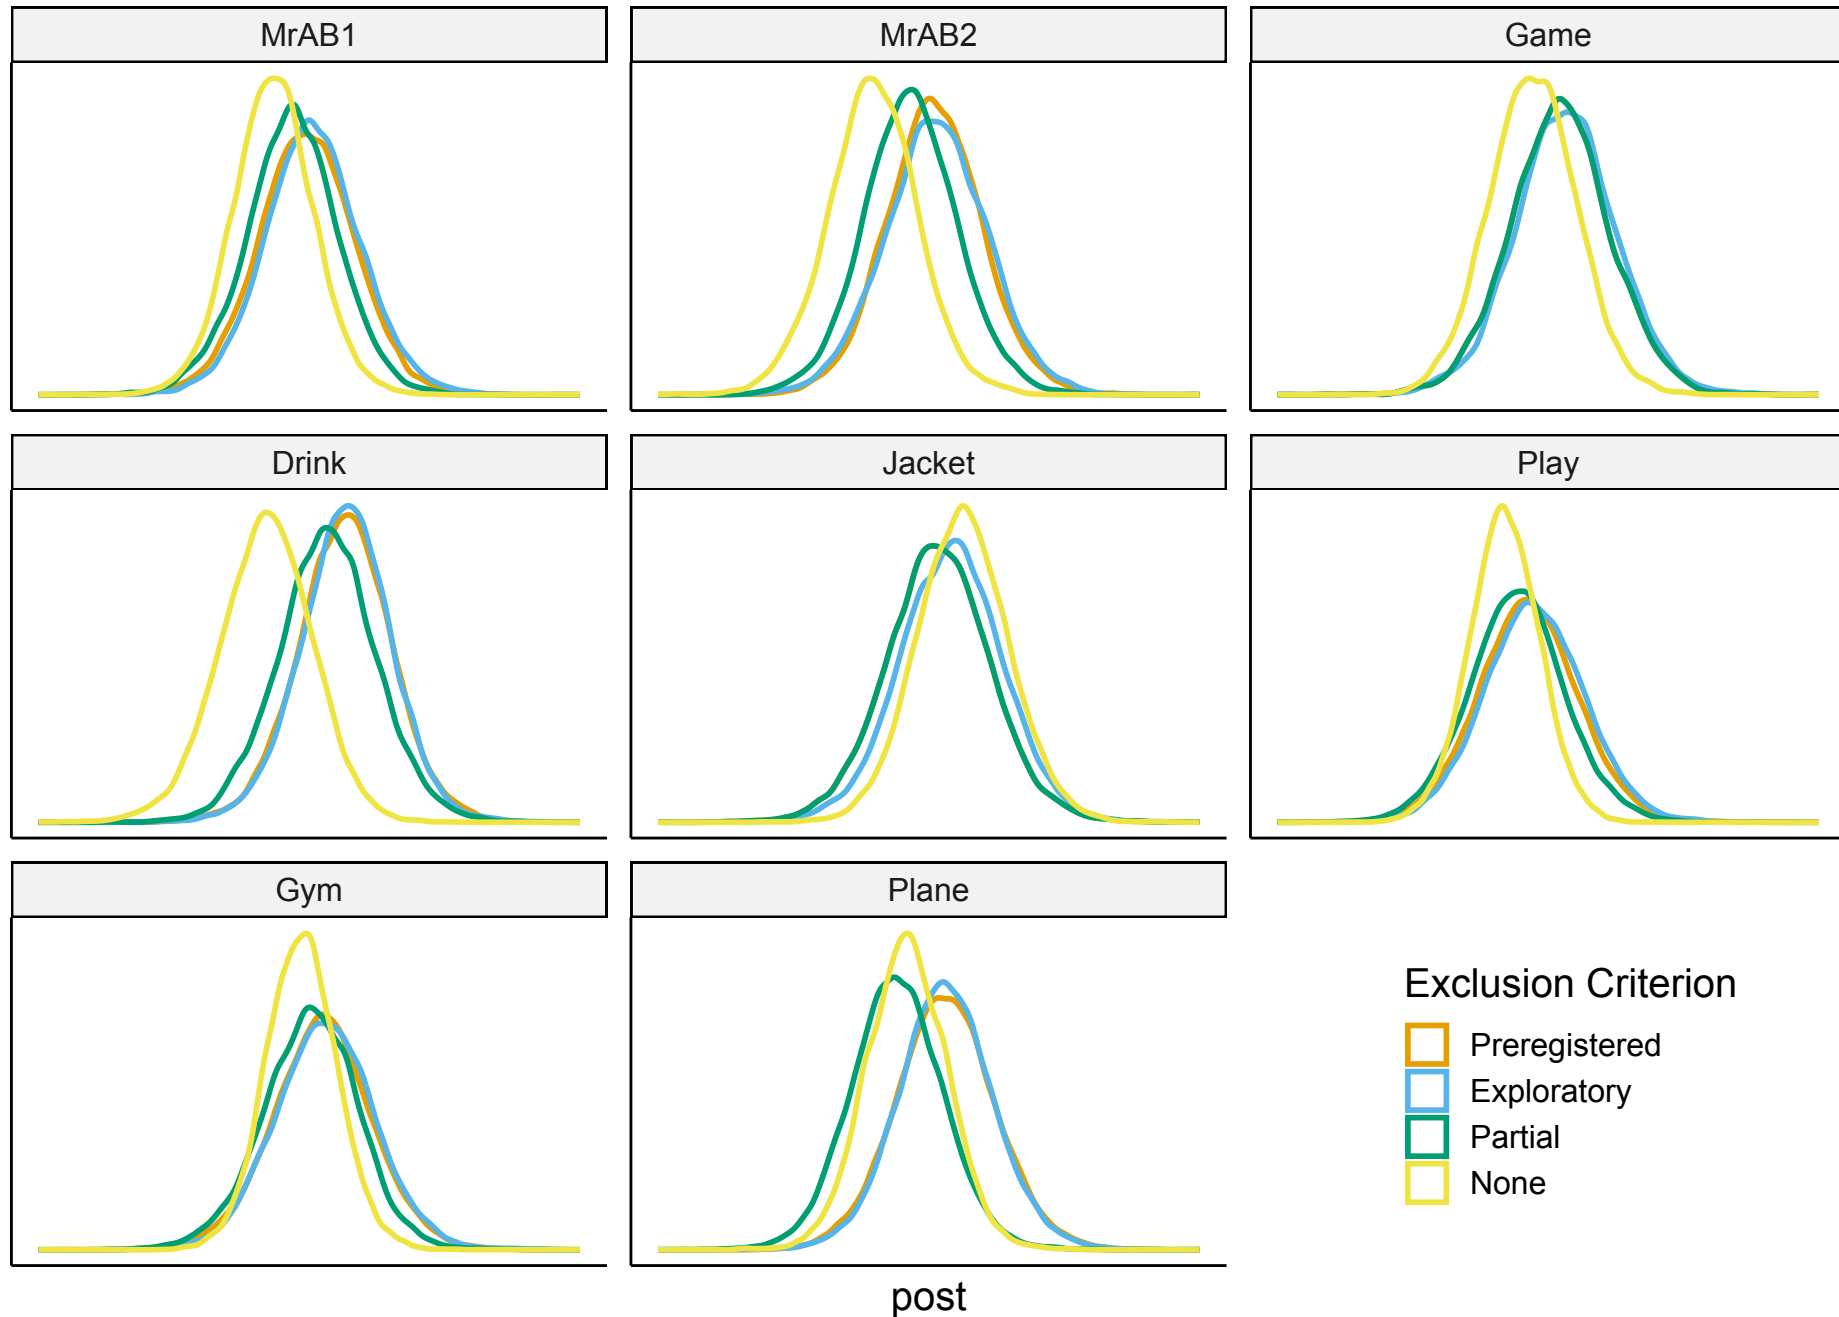 MrAB1
MrAB2
Game
Drink
Jacket
Play
Gym
Plane
Exclusion Criterion
Preregistered
Exploratory
Partial
None
post